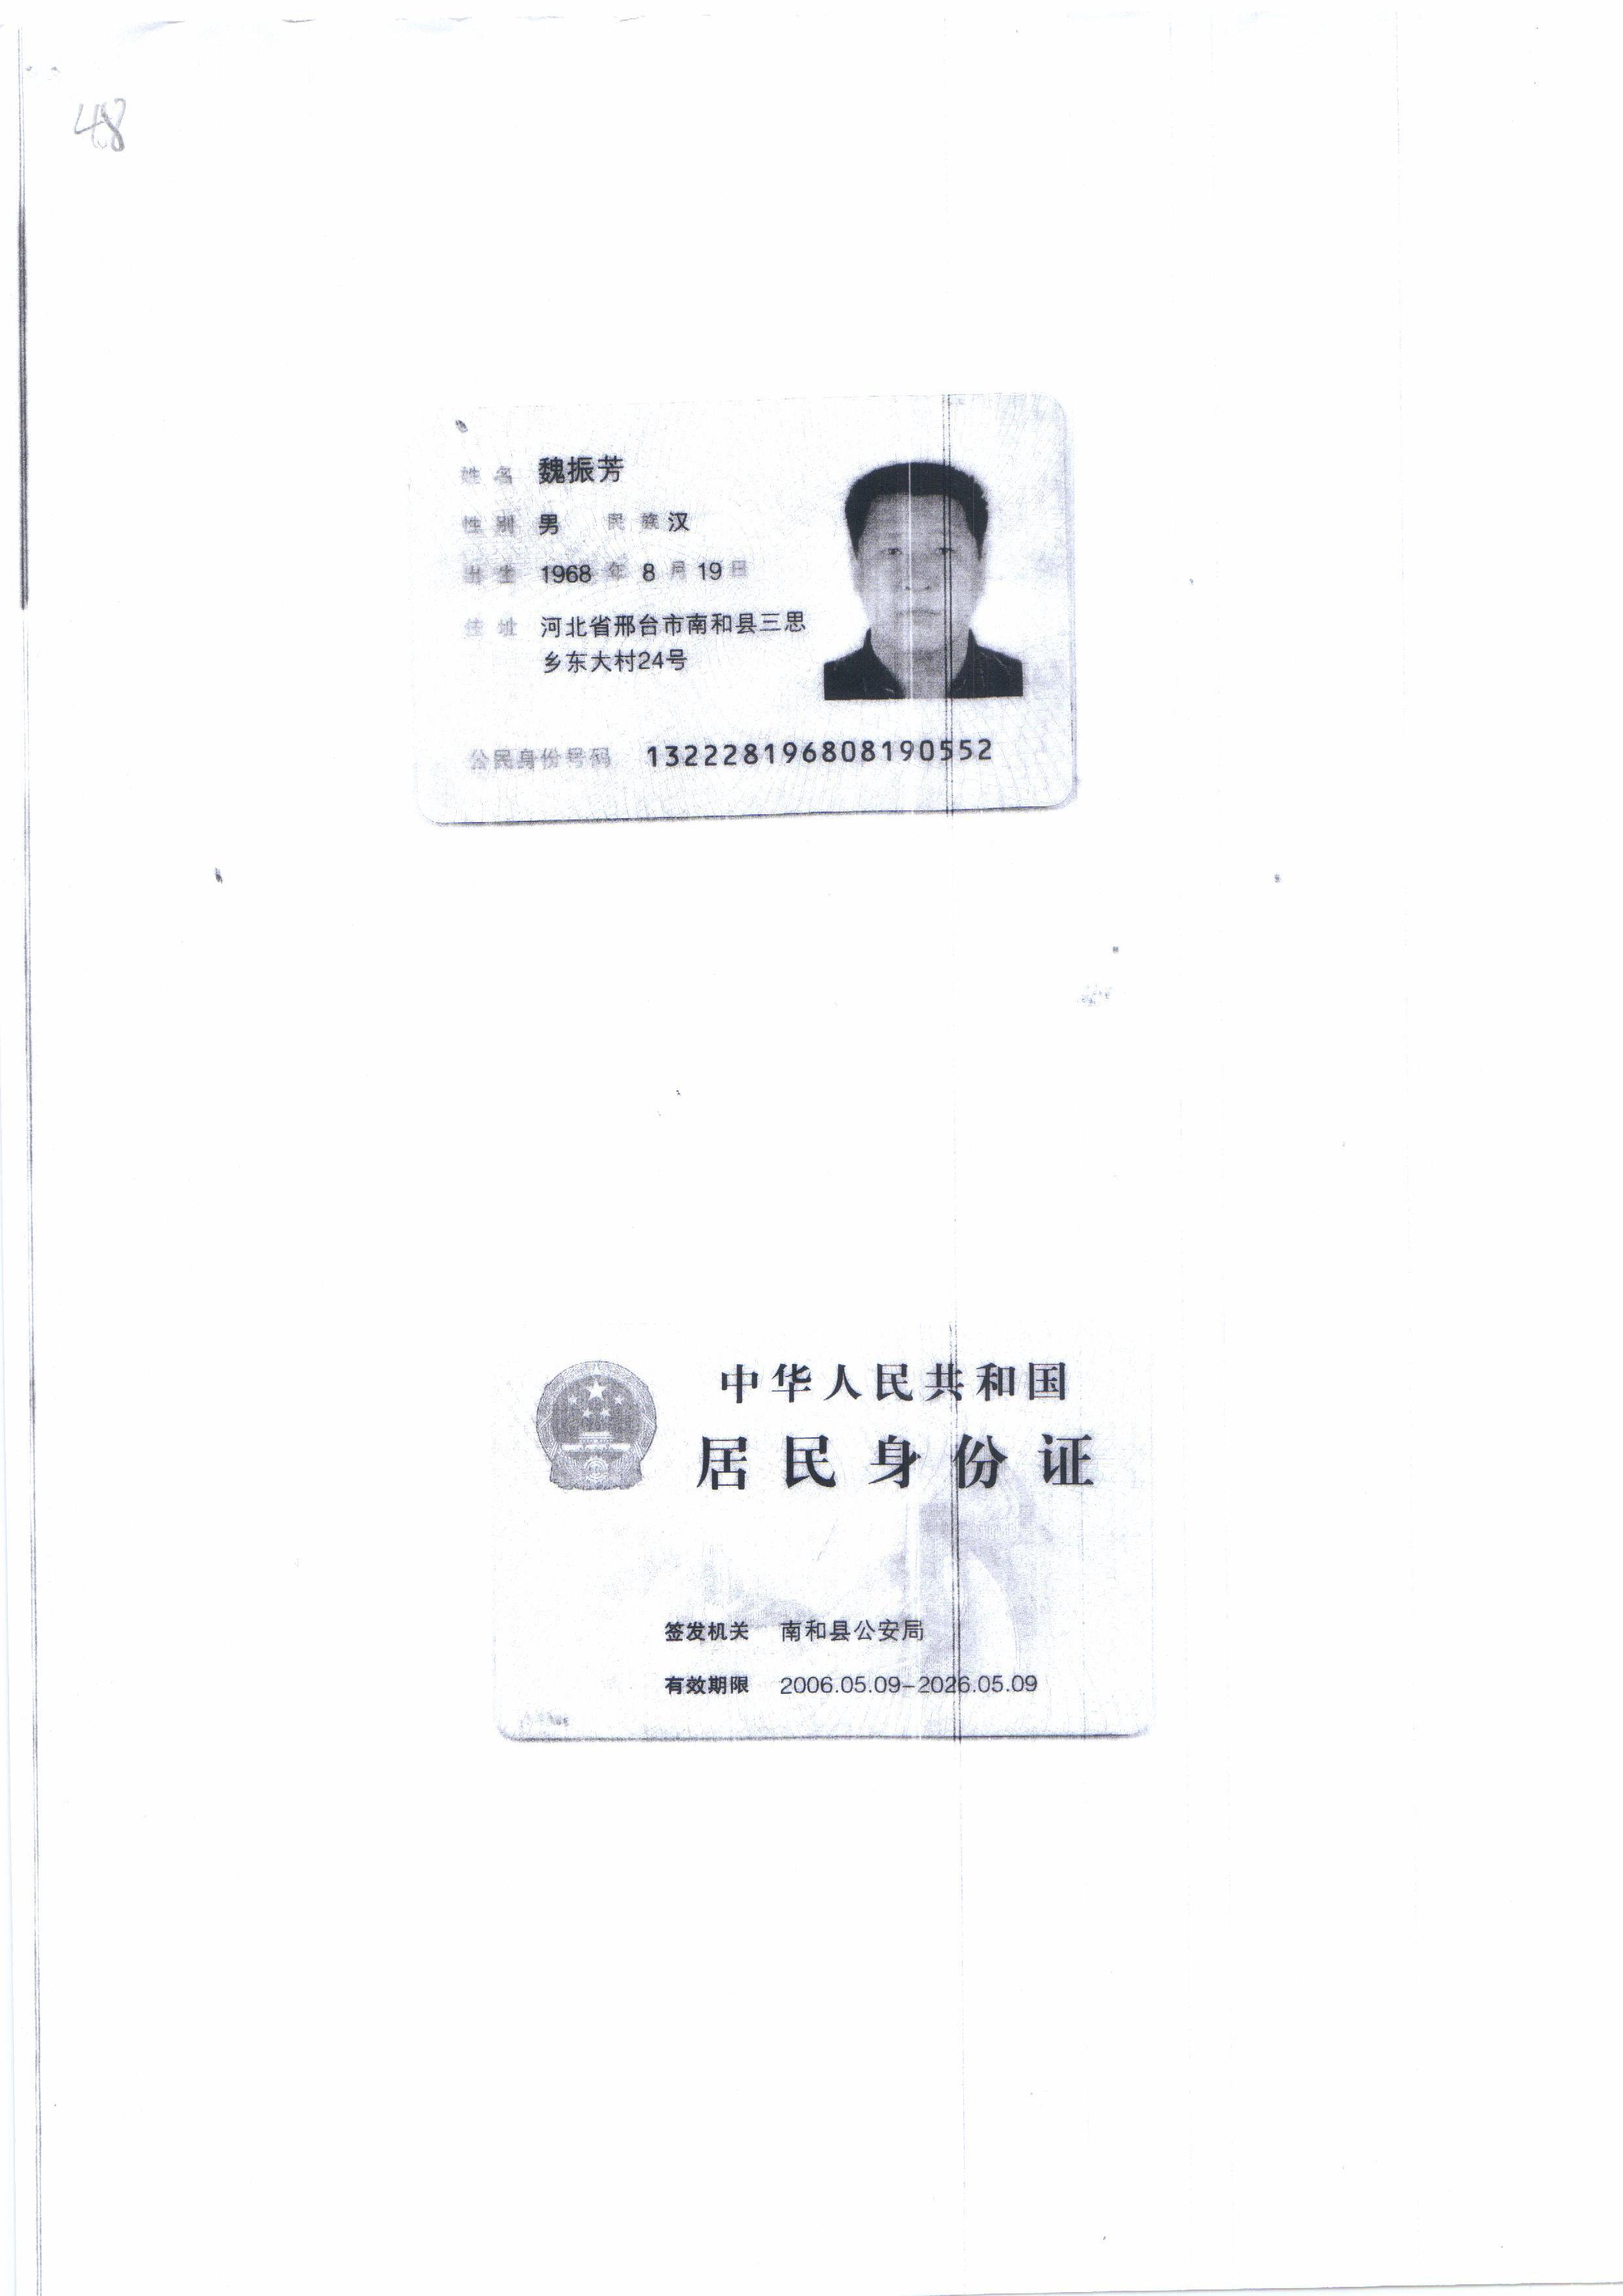 48
姓名 魏振芳
性别 男 民族 汉
出生 1968 年 8 月 19 日
住址 河北省邢台市南和县三思
乡东大村24号
公民身份号码 132228196808190552
中华人民共和国
居民身份证
签发机关 南和县公安局
有效期限 2006.05.09-2026.05.09